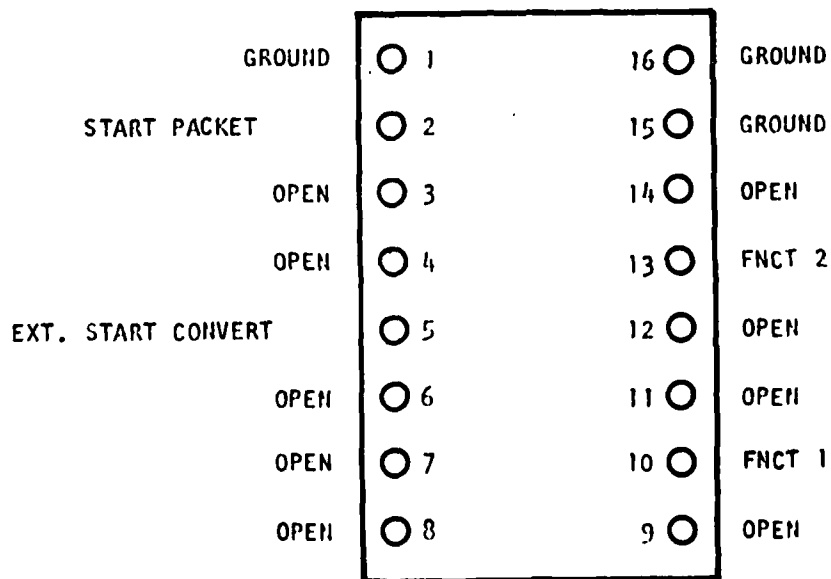 GROUND 1 16 GROUND
START PACKET 2 15 GROUND
OPEN 3 14 OPEN
OPEN 4 13 FNCT 2
EXT. START CONVERT 5 12 OPEN
OPEN 6 11 OPEN
OPEN 7 10 FNCT 1
OPEN 8 9 OPEN